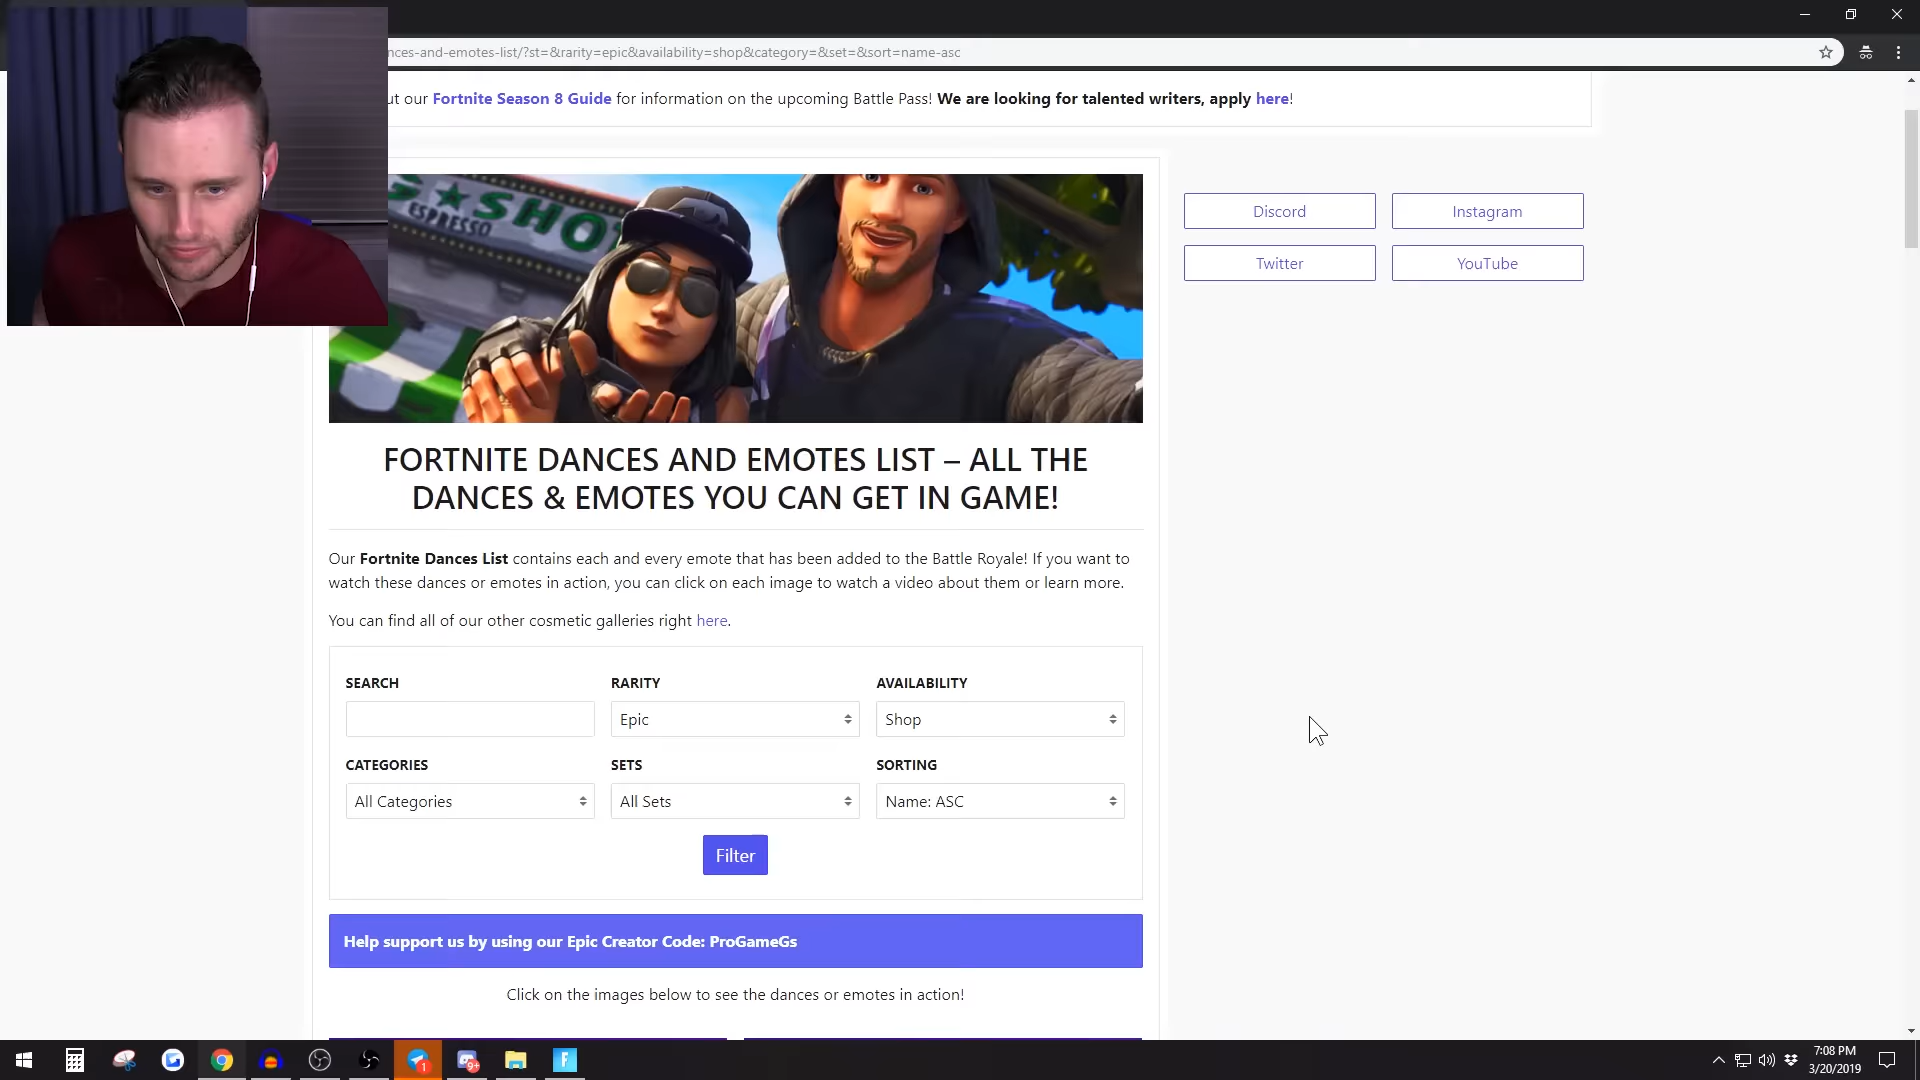 nces-and-emotes-list/?st=&rarity=epic&availability=shop&category=&set=&sort=name-asc
ut our Fortnite Season 8 Guide for information on the upcoming Battle Pass! We are looking for talented writers, apply here!
ESPRESSO
Discord
Instagram
Twitter
YouTube
FORTNITE DANCES AND EMOTES LIST – ALL THE
DANCES & EMOTES YOU CAN GET IN GAME!
Our Fortnite Dances List contains each and every emote that has been added to the Battle Royale! If you want to
watch these dances or emotes in action, you can click on each image to watch a video about them or learn more.
You can find all of our other cosmetic galleries right here.
SEARCH
RARITY
AVAILABILITY
Epic
Shop
CATEGORIES
SETS
SORTING
All Categories
All Sets
Name: ASC
Filter
Help support us by using our Epic Creator Code: ProGameGs
Click on the images below to see the dances or emotes in action!
1
9+
F
7:08 PM
3/20/2019